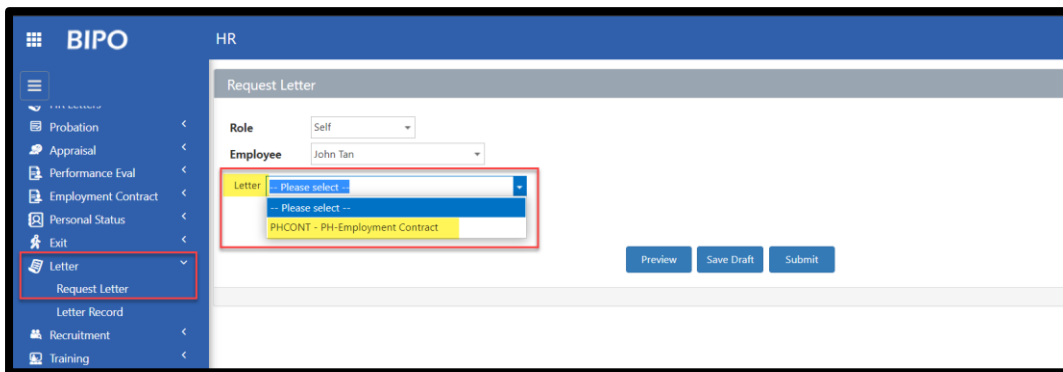 BIPO
HR
Request Letter
HR Letters
Probation
Appraisal
Performance Eval
Employment Contract
Personal Status
Exit
Letter
Request Letter
Letter Record
Recruitment
Training
Role Self
Employee John Tan
Letter -- Please select --
-- Please select --
PHCONT - PH-Employment Contract
Preview Save Draft Submit